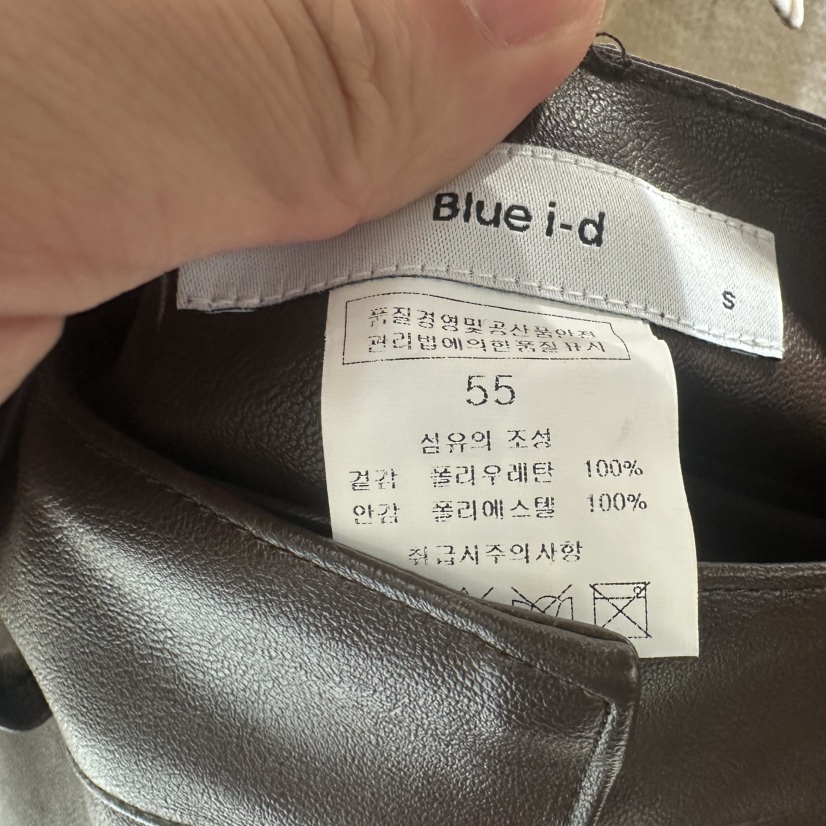 Blue i-d
S
품질경영및공산품안전
관리법에의한품질표시
55
섬유의 조성
겉감 폴리우레탄 100%
안감 폴리에스텔 100%
취급시주의사항